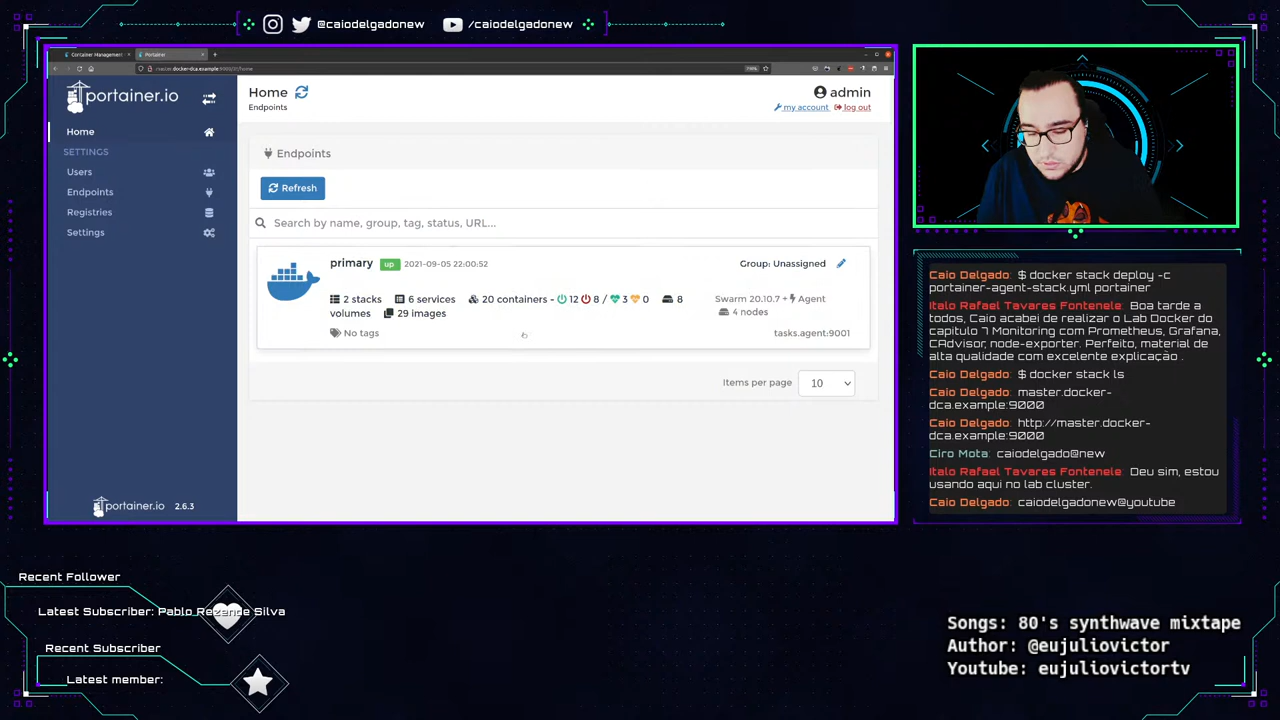 @caiodelgadonew /caiodelgadonew
Container Management Portainer
master.docker-dca.example:9000/#!/home
portainer.io
Home
SETTINGS
Users
Endpoints
Registries
Settings
portainer.io 2.6.3
Home
Endpoints
admin
my account log out
Endpoints
Refresh
Search by name, group, tag, status, URL...
primary up 2021-09-05 22:00:52 Group: Unassigned
2 stacks 6 services 20 containers - 12 8 / 3 0 8
volumes 29 images
Swarm 20.10.7 + Agent
4 nodes
No tags tasks.agent:9001
Items per page 10
Caio Delgado: $ docker stack deploy -c
portainer-agent-stack.yml portainer
Italo Rafael Tavares Fontenele: Boa tarde a
todos, Caio acabei de realizar o Lab Docker do
capitulo 7 Monitoring com Prometheus, Grafana,
CAdvisor, node-exporter. Perfeito, material de
alta qualidade com excelente explicação .
Caio Delgado: $ docker stack ls
Caio Delgado: master.docker-
dca.example:9000
Caio Delgado: http://master.docker-
dca.example:9000
Ciro Mota: caiodelgado@new
Italo Rafael Tavares Fontenele: Deu sim, estou
usando aqui no lab cluster.
Caio Delgado: caiodelgadonew@youtube
Recent Follower
Latest Subscriber: Pablo Rezende Silva
Recent Subscriber
Latest member:
Songs: 80's synthwave mixtape
Author: @eujuliovictor
Youtube: eujuliovictortv